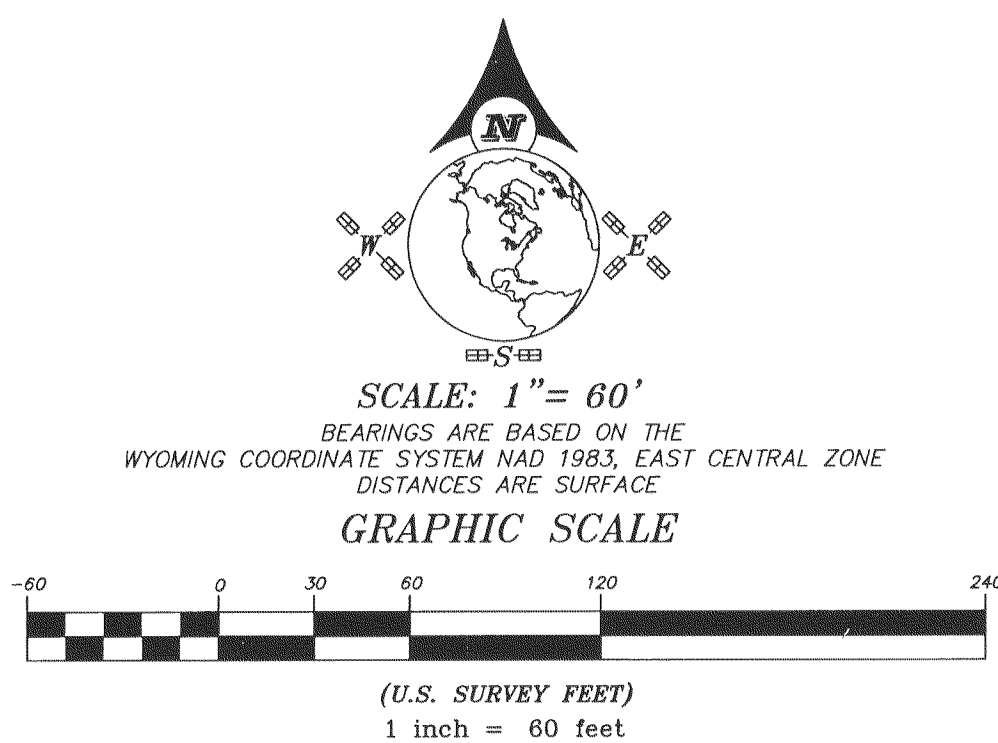 N
W E
S
SCALE: 1"= 60'
BEARINGS ARE BASED ON THE
WYOMING COORDINATE SYSTEM NAD 1983, EAST CENTRAL ZONE
DISTANCES ARE SURFACE
GRAPHIC SCALE
-60 0 30 60 120 240
(U.S. SURVEY FEET)
1 inch = 60 feet